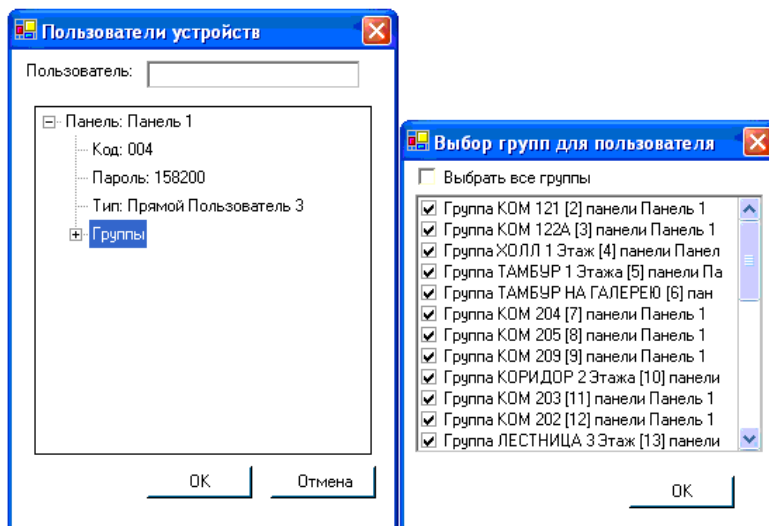 Пользователи устройств
Пользователь:
Панель: Панель 1
Код: 004
Пароль: 158200
Тип: Прямой Пользователь 3
Группы
ОК
Отмена
Выбор групп для пользователя
Выбрать все группы
Группа КОМ 121 [2] панели Панель 1
Группа КОМ 122А [3] панели Панель 1
Группа ХОЛЛ 1 Этаж [4] панели Панел
Группа ТАМБУР 1 Этажа [5] панели Па
Группа ТАМБУР НА ГАЛЕРЕЮ [6] пан
Группа КОМ 204 [7] панели Панель 1
Группа КОМ 205 [8] панели Панель 1
Группа КОМ 209 [9] панели Панель 1
Группа КОРИДОР 2 Этажа [10] панели
Группа КОМ 203 [11] панели Панель 1
Группа КОМ 202 [12] панели Панель 1
Группа ЛЕСТНИЦА 3 Этаж [13] панели
ОК